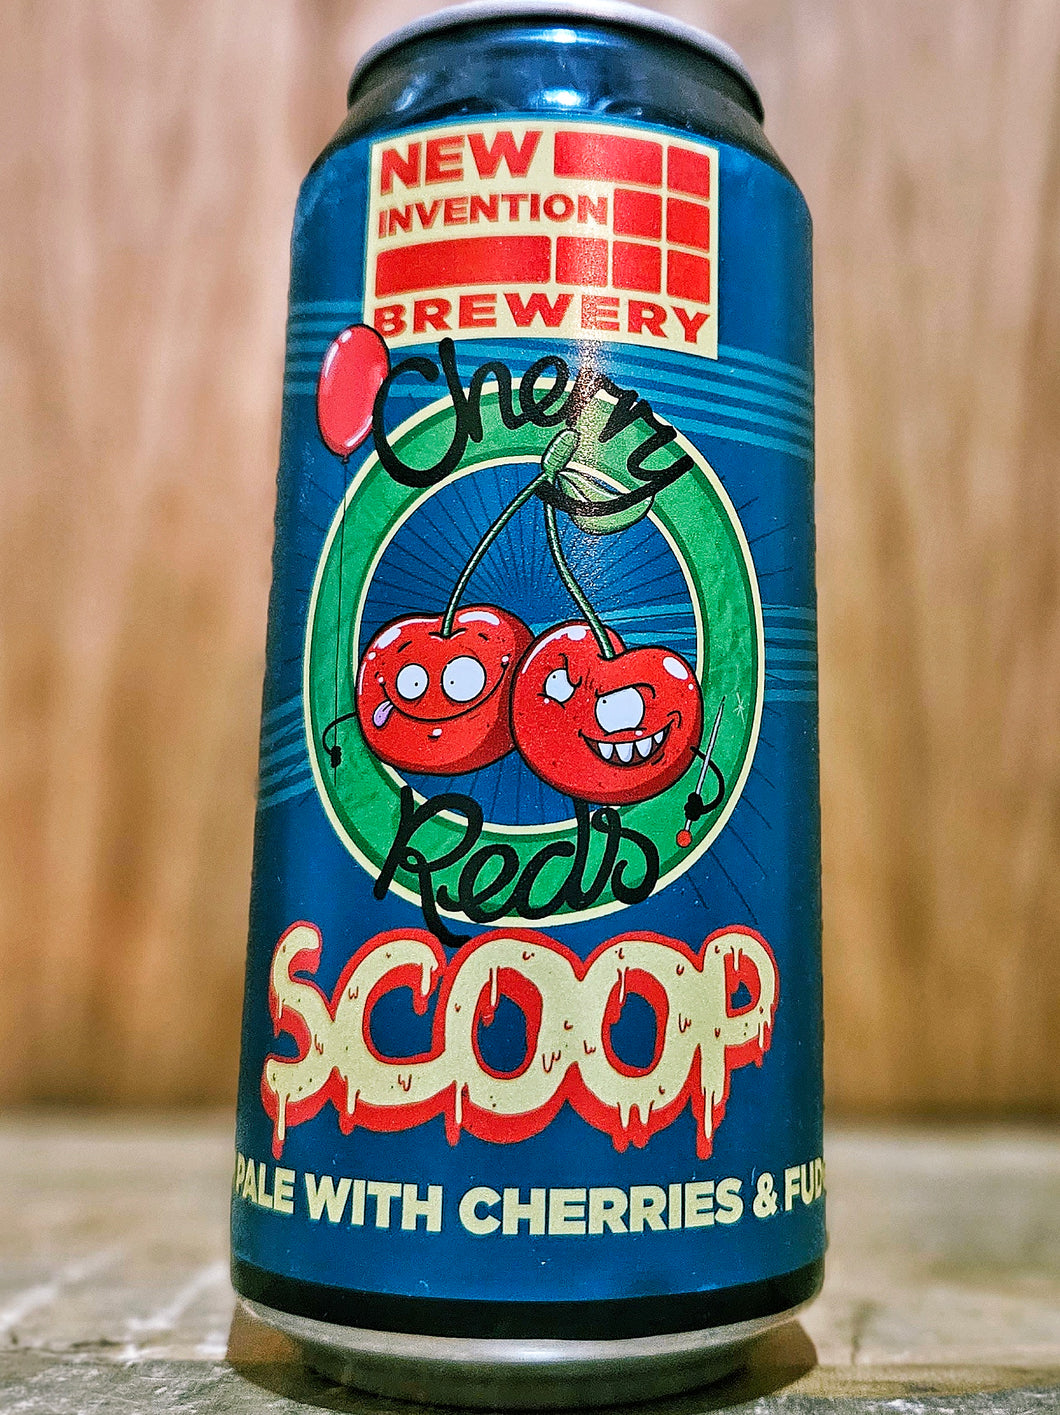 NEW
INVENTION
BREWERY
Cherry
Reds
SCOOP
PALE WITH CHERRIES &